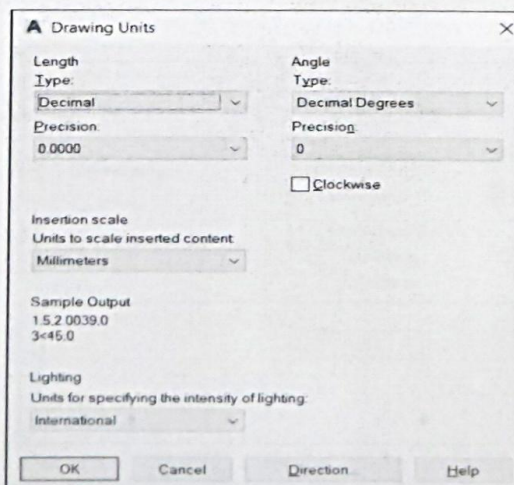 A Drawing Units
Length
Type:
Decimal
Precision:
0.0000
Angle
Type:
Decimal Degrees
Precision:
0
Clockwise
Insertion scale
Units to scale inserted content
Millimeters
Sample Output
1.5,2.0039,0
3<45,0
Lighting
Units for specifying the intensity of lighting:
International
OK
Cancel
Direction...
Help